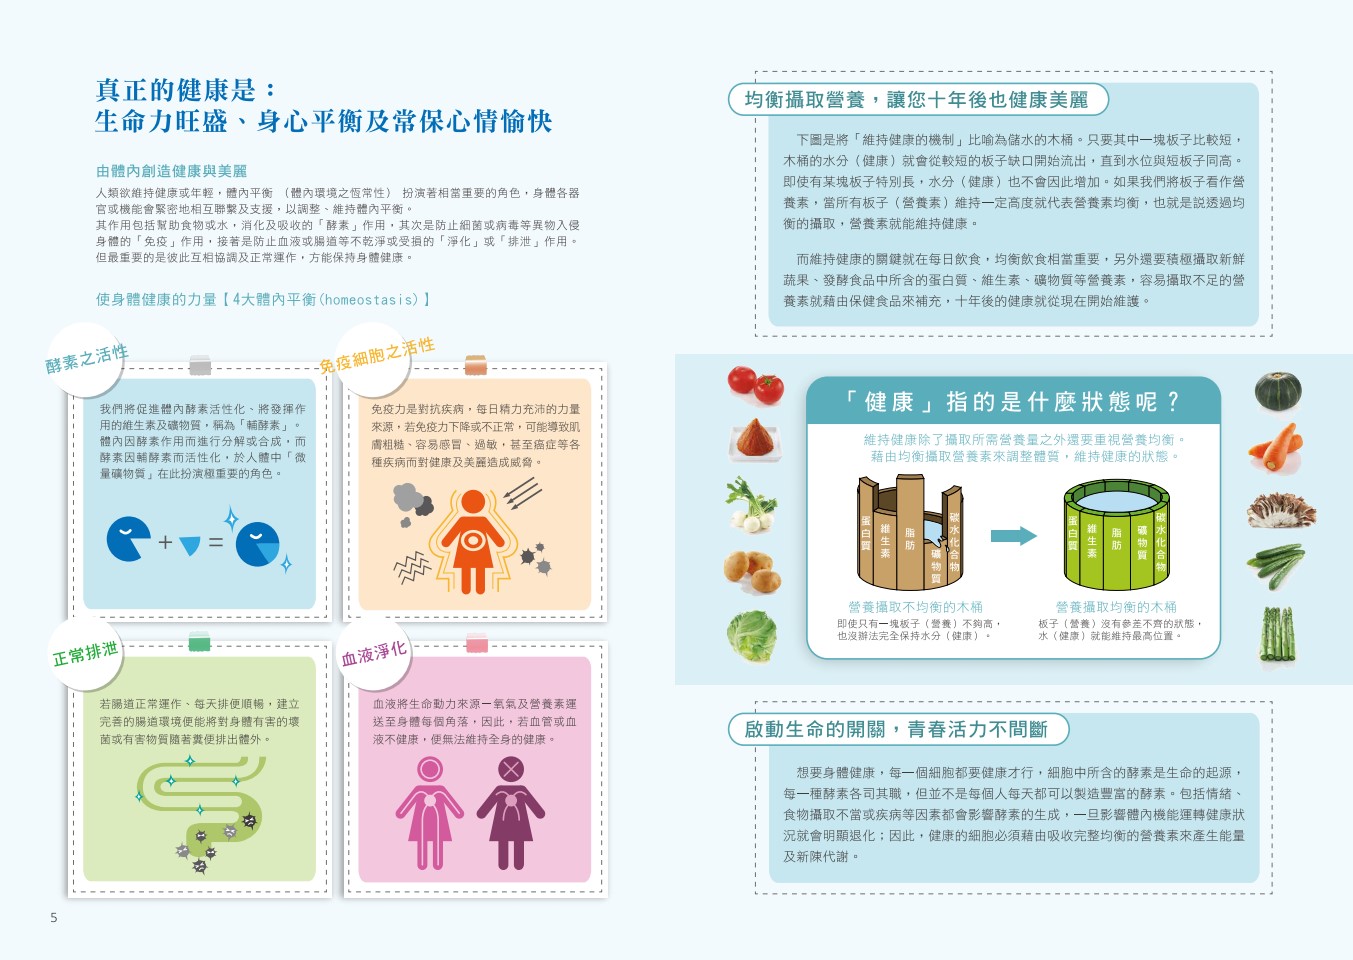 真正的健康是：
生命力旺盛、身心平衡及常保心情愉快
由體內創造健康與美麗
人類欲維持健康或年輕，體內平衡 （體內環境之恆常性） 扮演著相當重要的角色，身體各器
官或機能會緊密地相互聯繫及支援，以調整、維持體內平衡。
其作用包括幫助食物或水，消化及吸收的「酵素」作用，其次是防止細菌或病毒等異物入侵
身體的「免疫」作用，接著是防止血液或腸道等不乾淨或受損的「淨化」或「排泄」作用。
但最重要的是彼此互相協調及正常運作，方能保持身體健康。
使身體健康的力量【 4大體內平衡(homeostasis) 】
酵素之活性
我們將促進體內酵素活性化、將發揮作
用的維生素及礦物質，稱為「輔酵素」。
體內因酵素作用而進行分解或合成，而
酵素因輔酵素而活性化，於人體中「微
量礦物質」在此扮演極重要的角色。
+ =
免疫細胞之活性
免疫力是對抗疾病，每日精力充沛的力量
來源，若免疫力下降或不正常，可能導致肌
膚粗糙、容易感冒、過敏，甚至癌症等各
種疾病而對健康及美麗造成威脅。
正常排泄
若腸道正常運作、每天排便順暢，建立
完善的腸道環境便能將對身體有害的壞
菌或有害物質隨著糞便排出體外。
血液淨化
血液將生命動力來源一氧氣及營養素運
送至身體每個角落，因此，若血管或血
液不健康，便無法維持全身的健康。
5
均衡攝取營養，讓您十年後也健康美麗
下圖是將「維持健康的機制」比喻為儲水的木桶。只要其中一塊板子比較短，
木桶的水分（健康）就會從較短的板子缺口開始流出，直到水位與短板子同高。
即使有某塊板子特別長，水分（健康）也不會因此增加。如果我們將板子看作營
養素，當所有板子（營養素）維持一定高度就代表營養素均衡，也就是説透過均
衡的攝取，營養素就能維持健康。
而維持健康的關鍵就在每日飲食，均衡飲食相當重要，另外還要積極攝取新鮮
蔬果、發酵食品中所含的蛋白質、維生素、礦物質等營養素，容易攝取不足的營
養素就藉由保健食品來補充，十年後的健康就從現在開始維護。
「健康」指的是什麼狀態呢？
維持健康除了攝取所需營養量之外還要重視營養均衡。
藉由均衡攝取營養素來調整體質，維持健康的狀態。
蛋白質
維生素
脂肪
礦物質
碳水化合物
蛋白質
維生素
脂肪
礦物質
碳水化合物
營養攝取不均衡的木桶
即使只有一塊板子（營養）不夠高，
也沒辦法完全保持水分（健康）。
營養攝取均衡的木桶
板子（營養）沒有參差不齊的狀態，
水（健康）就能維持最高位置。
啟動生命的開關，青春活力不間斷
想要身體健康，每一個細胞都要健康才行，細胞中所含的酵素是生命的起源，
每一種酵素各司其職，但並不是每個人每天都可以製造豐富的酵素。包括情緒、
食物攝取不當或疾病等因素都會影響酵素的生成，一旦影響體內機能運轉健康狀
況就會明顯退化；因此，健康的細胞必須藉由吸收完整均衡的營養素來產生能量
及新陳代謝。